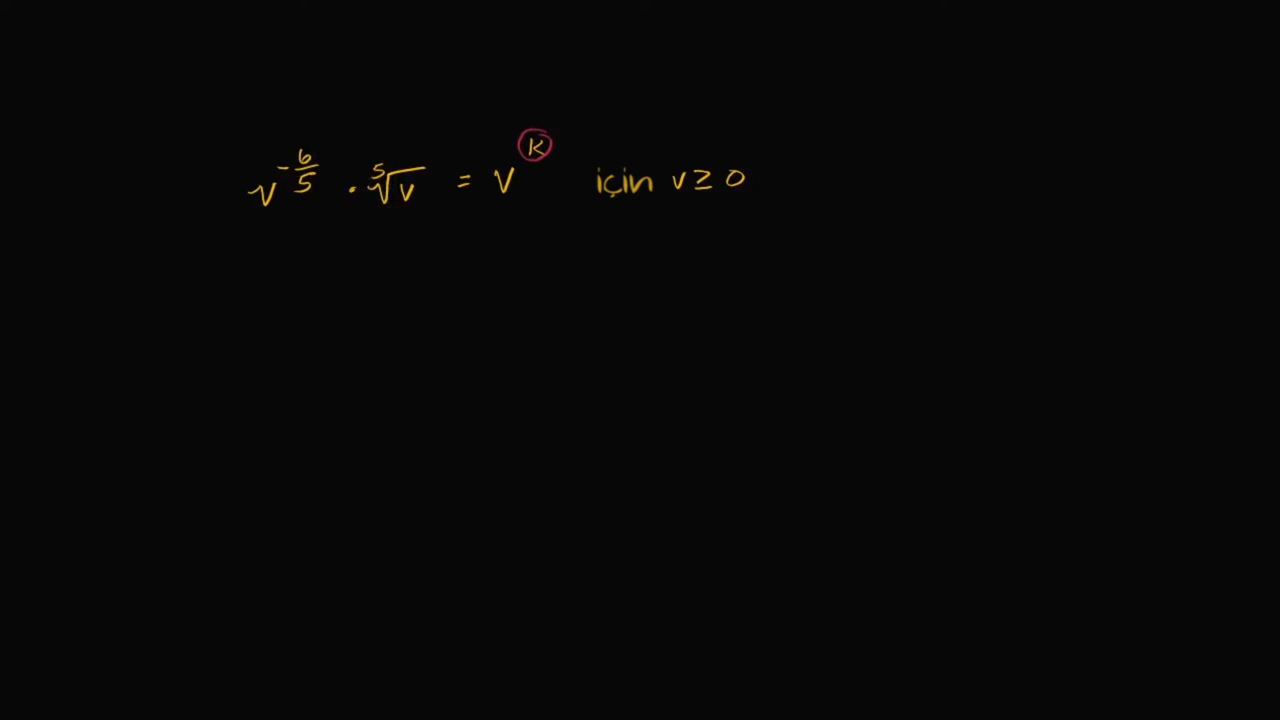 v^{-6/5} · ⁵√v = v^k için v ≥ 0